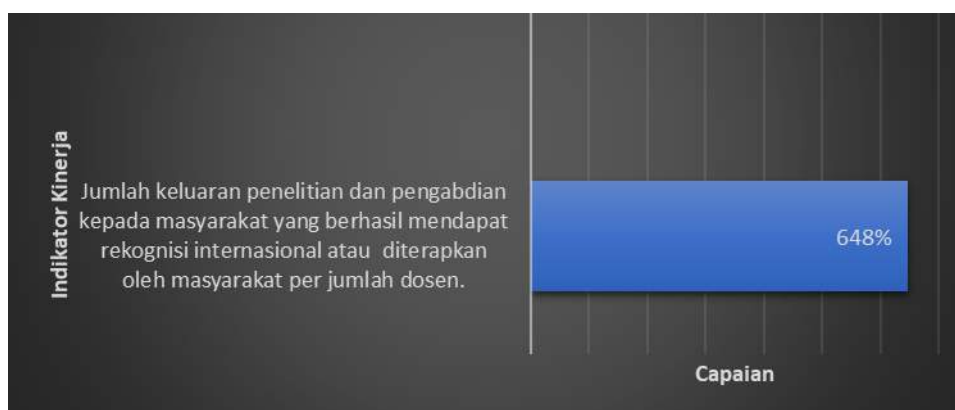 Indikator Kinerja
Jumlah keluaran penelitian dan pengabdian
kepada masyarakat yang berhasil mendapat
rekognisi internasional atau diterapkan
oleh masyarakat per jumlah dosen.
648%
Capaian